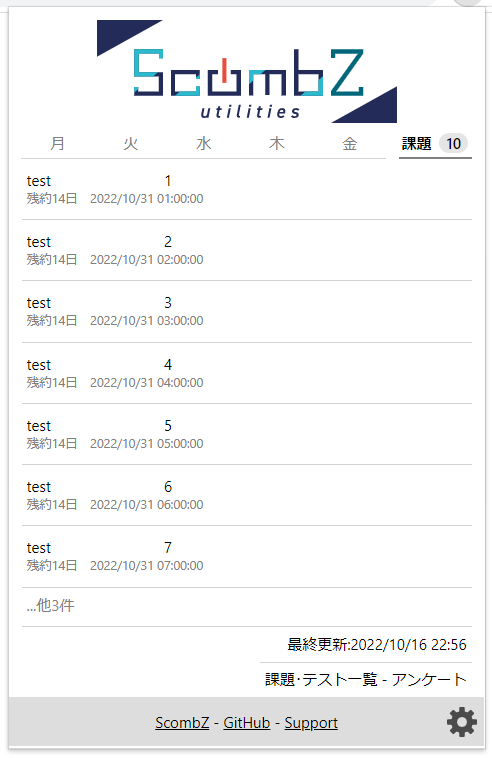 ScombZ
utilities
月 火 水 木 金 課題 10
test 1
残約14日 2022/10/31 01:00:00
test 2
残約14日 2022/10/31 02:00:00
test 3
残約14日 2022/10/31 03:00:00
test 4
残約14日 2022/10/31 04:00:00
test 5
残約14日 2022/10/31 05:00:00
test 6
残約14日 2022/10/31 06:00:00
test 7
残約14日 2022/10/31 07:00:00
...他3件
最終更新:2022/10/16 22:56
課題･テスト一覧 - アンケート
ScombZ - GitHub - Support